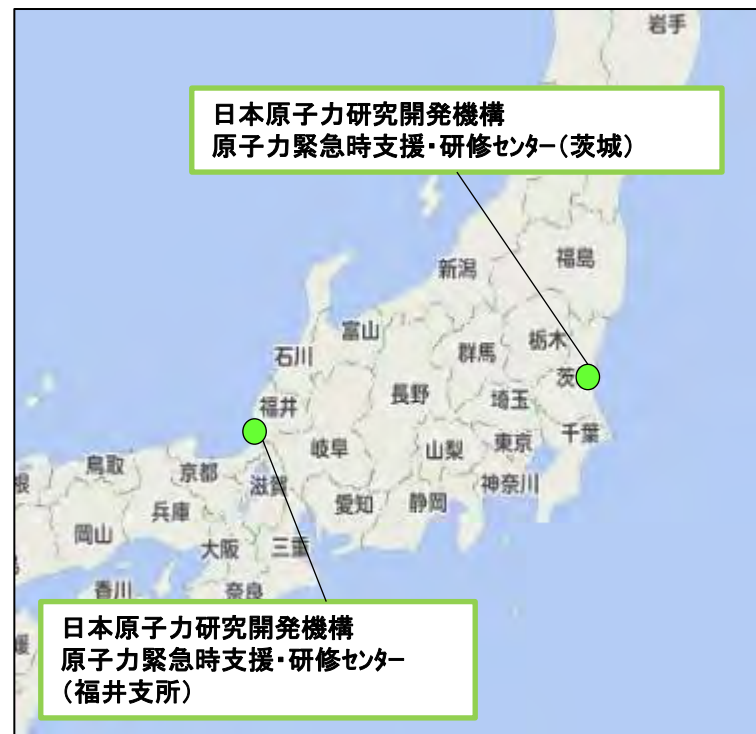 岩手
日本原子力研究開発機構
原子力緊急時支援・研修センター(茨城)
新潟
福島
富山
石川
群馬
栃木
茨
福井
長野
埼玉
千葉
岐阜
山梨
東京
鳥取
京都
滋賀
神奈川
兵庫
愛知
静岡
岡山
大阪
三重
香川
奈良
日本原子力研究開発機構
原子力緊急時支援・研修センター
(福井支所)